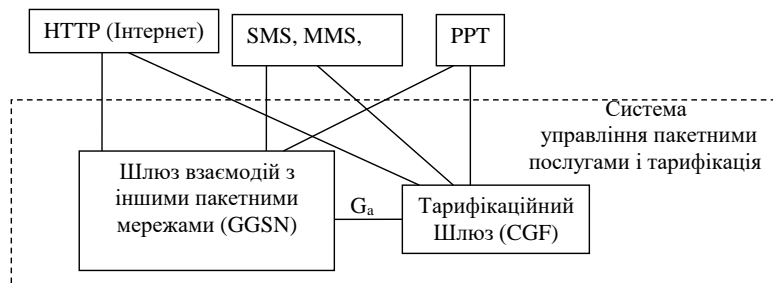 HTTP (Інтернет)
SMS, MMS,
PPT
Система
управління пакетними
послугами і тарифікація
Шлюз взаємодій з
іншими пакетними
мережами (GGSN)
Gа
Тарифікаційний
Шлюз (CGF)